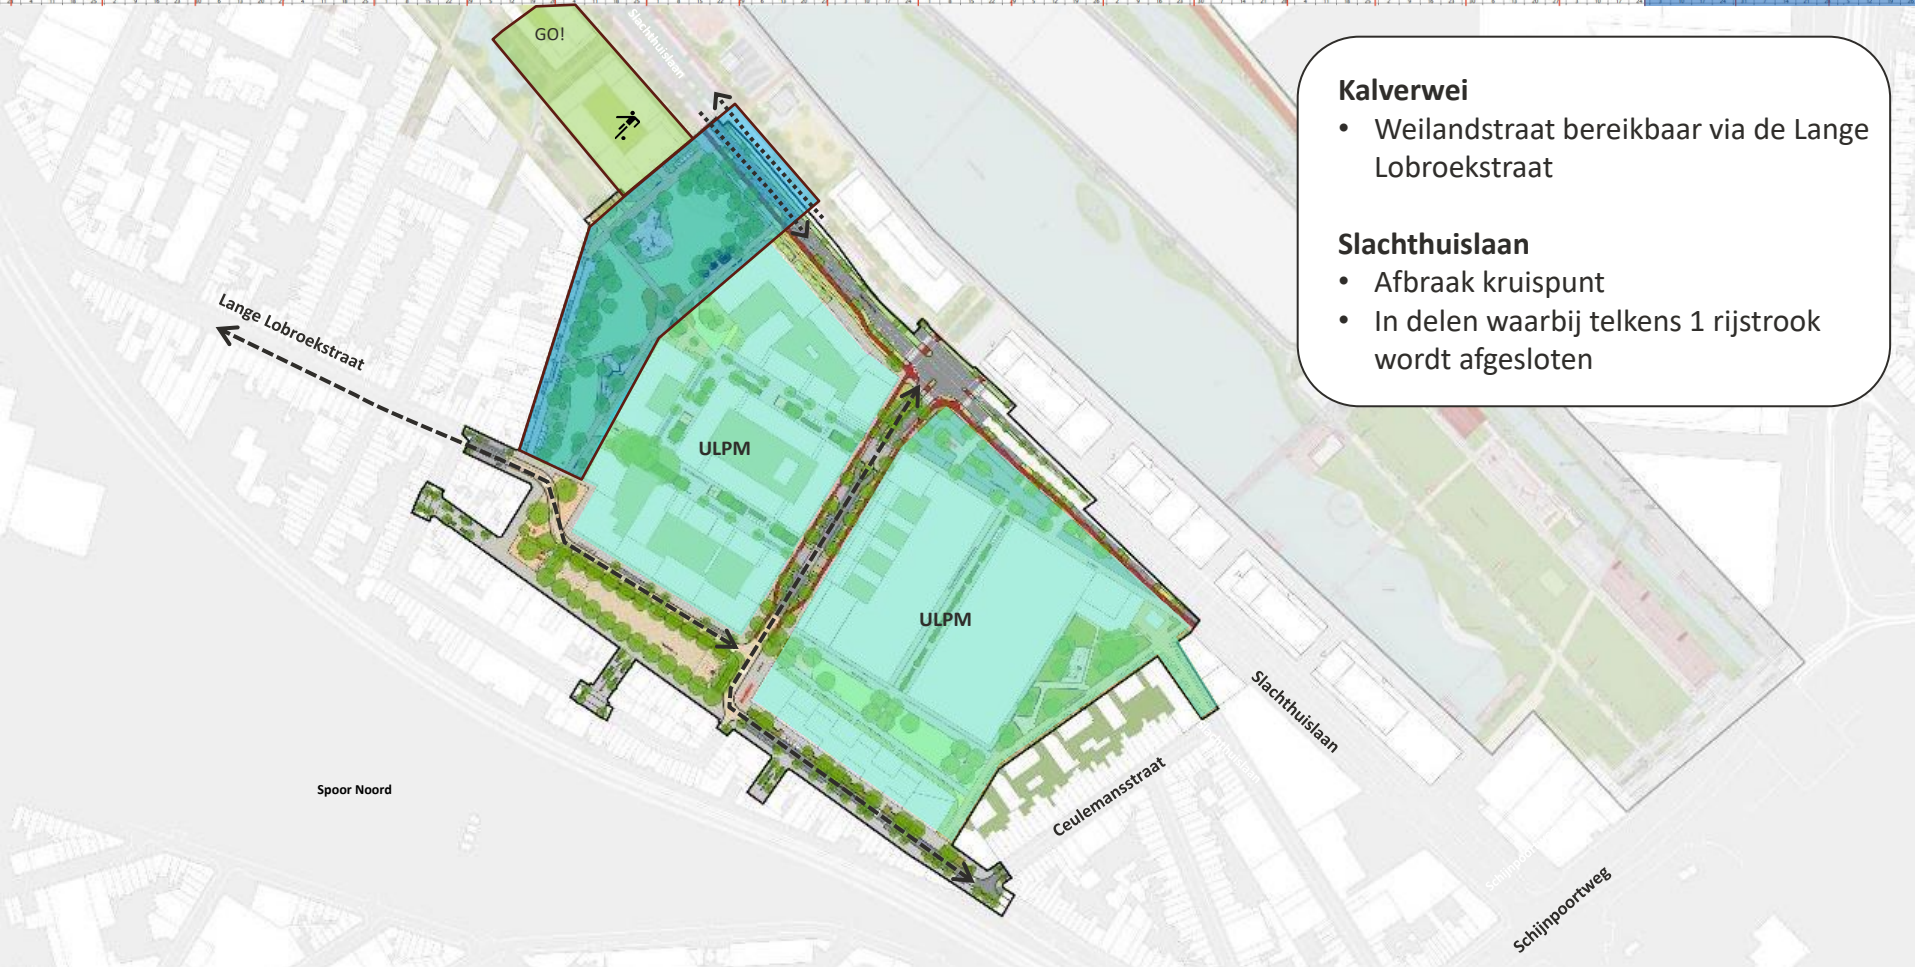 GO!
Slachthuislaan
Kalverwei
• Weilandstraat bereikbaar via de Lange
Lobroekstraat
Slachthuislaan
• Afbraak kruispunt
• In delen waarbij telkens 1 rijstrook
wordt afgesloten
Lange Lobroekstraat
ULPM
ULPM
Slachthuislaan
Ceulemansstraat
Spoor Noord
Schijnpoortweg